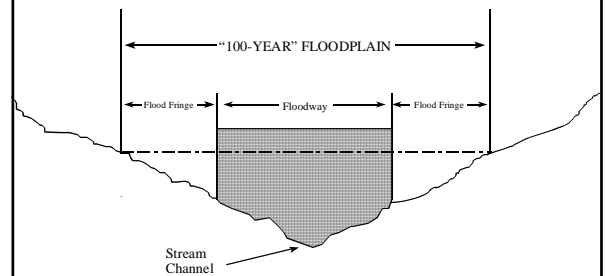 “100-YEAR” FLOODPLAIN
Flood Fringe
Floodway
Flood Fringe
Stream
Channel